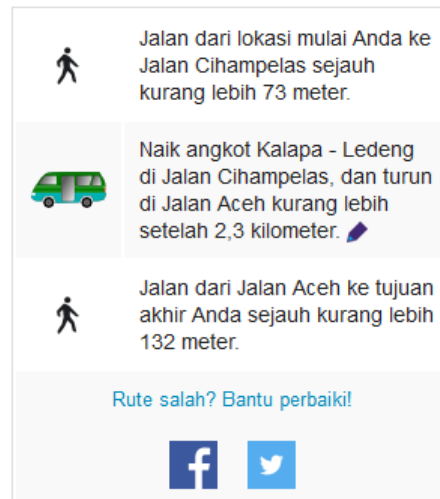 Jalan dari lokasi mulai Anda ke
Jalan Cihampelas sejauh
kurang lebih 73 meter.
Naik angkot Kalapa - Ledeng
di Jalan Cihampelas, dan turun
di Jalan Aceh kurang lebih
setelah 2,3 kilometer.
Jalan dari Jalan Aceh ke tujuan
akhir Anda sejauh kurang lebih
132 meter.
Rute salah? Bantu perbaiki!